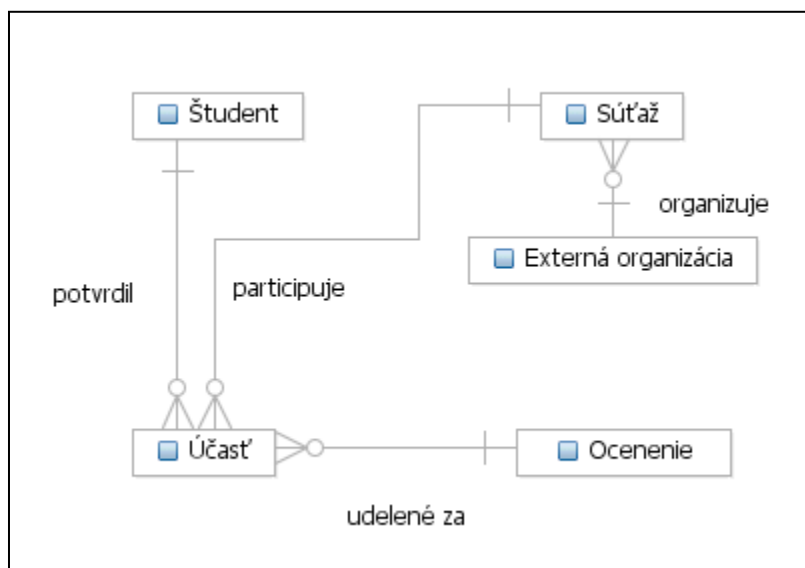 Študent
Súťaž
organizuje
Externá organizácia
potvrdil
participuje
Účasť
Ocenenie
udelené za